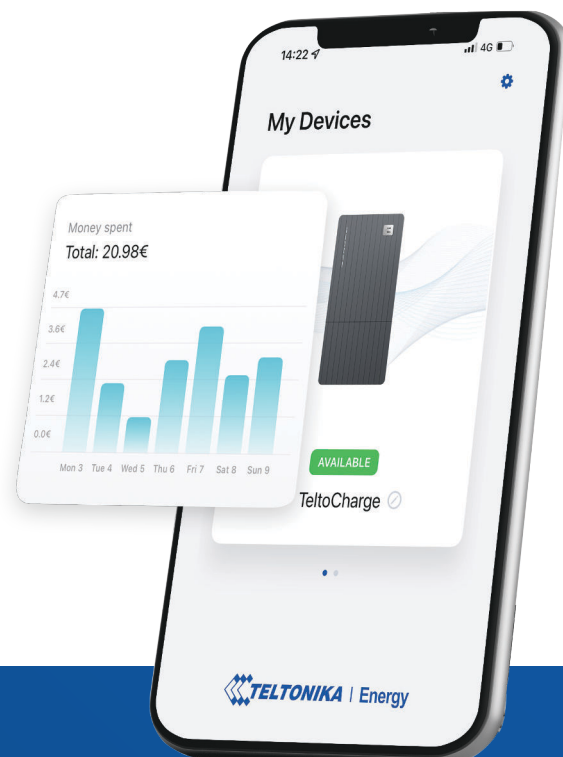 14:22
4G
My Devices
Money spent
Total: 20.98€
4.7€
3.6€
2.4€
1.2€
0.0€
Mon 3 Tue 4 Wed 5 Thu 6 Fri 7 Sat 8 Sun 9
AVAILABLE
TeltoCharge
TELTONIKA | Energy